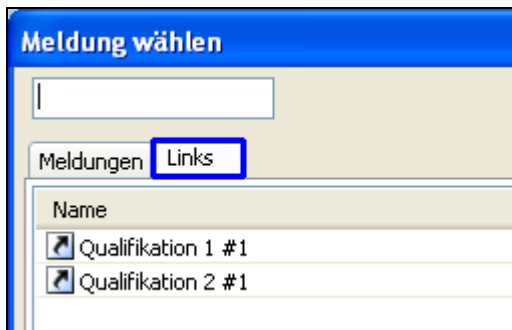 Meldung wählen
Meldungen Links
Name
Qualifikation 1 #1
Qualifikation 2 #1